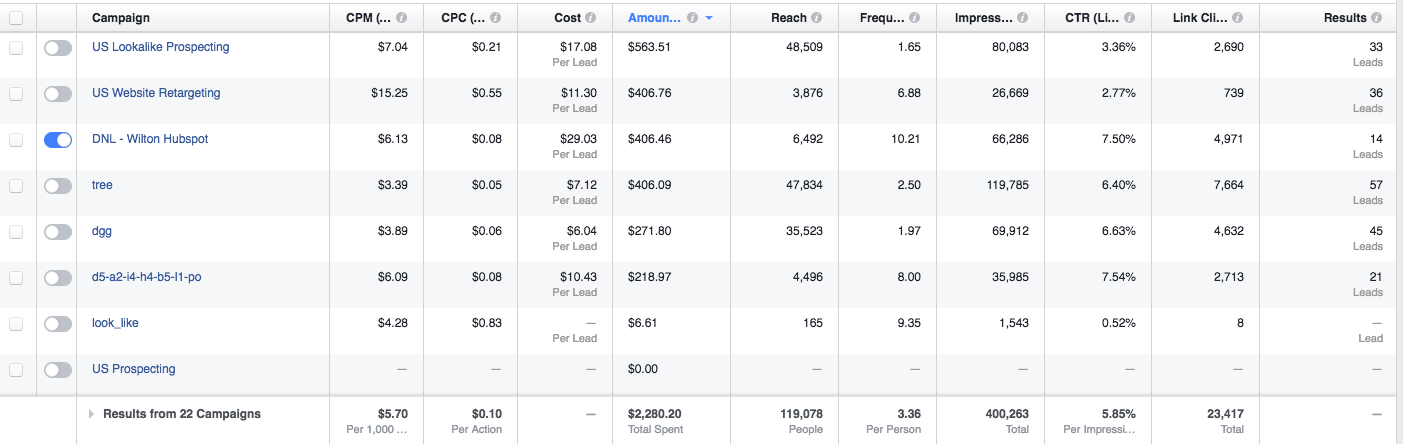 Campaign CPM (... CPC (... Cost Amoun... Reach Frequ... Impress... CTR (Li... Link Cli... Results
US Lookalike Prospecting $7.04 $0.21 $17.08 $563.51 48,509 1.65 80,083 3.36% 2,690 33
Per Lead Leads
US Website Retargeting $15.25 $0.55 $11.30 $406.76 3,876 6.88 26,669 2.77% 739 36
Per Lead Leads
DNL - Wilton Hubspot $6.13 $0.08 $29.03 $406.46 6,492 10.21 66,286 7.50% 4,971 14
Per Lead Leads
tree $3.39 $0.05 $7.12 $406.09 47,834 2.50 119,785 6.40% 7,664 57
Per Lead Leads
dgg $3.89 $0.06 $6.04 $271.80 35,523 1.97 69,912 6.63% 4,632 45
Per Lead Leads
d5-a2-i4-h4-b5-l1-po $6.09 $0.08 $10.43 $218.97 4,496 8.00 35,985 7.54% 2,713 21
Per Lead Leads
look_like $4.28 $0.83 — $6.61 165 9.35 1,543 0.52% 8 —
Per Lead Lead
US Prospecting — — — $0.00 — — — — — —
Results from 22 Campaigns $5.70 $0.10 — $2,280.20 119,078 3.36 400,263 5.85% 23,417 —
Per 1,000 ... Per Action Total Spent People Per Person Total Per Impressi... Total